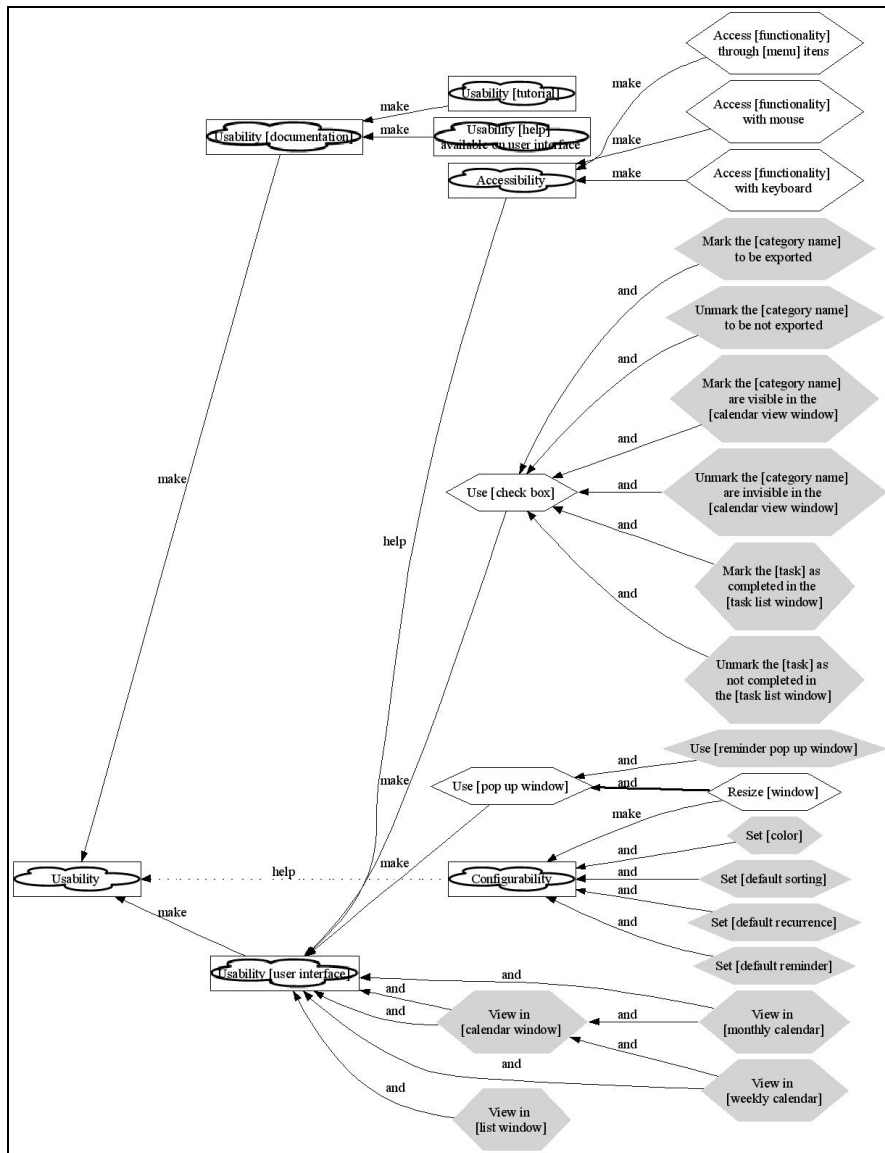 Access [functionality]
through [menu] itens
make
Usability [tutorial]
make
Access [functionality]
with mouse
make
Usability [documentation]
make
Usability [help]
available on user interface
Accessibility
make
Access [functionality]
with keyboard
Mark the [category name]
to be exported
and
Unmark the [category name]
to be not exported
and
Mark the [category name]
are visible in the
[calendar view window]
and
make
Use [check box]
and
Unmark the [category name]
are invisible in the
[calendar view window]
and
help
Mark the [task] as
completed in the
[task list window]
and
Unmark the [task] as
not completed in
the [task list window]
Use [reminder pop up window]
and
make
Use [pop up window]
and
Resize [window]
make
Set [color]
and
make
Usability
help
Configurability
and
Set [default sorting]
and
Set [default recurrence]
make
and
Set [default reminder]
Usability [user interface]
and
and
and
View in
[calendar window]
and
View in
[monthly calendar]
and
and
View in
[weekly calendar]
and
View in
[list window]